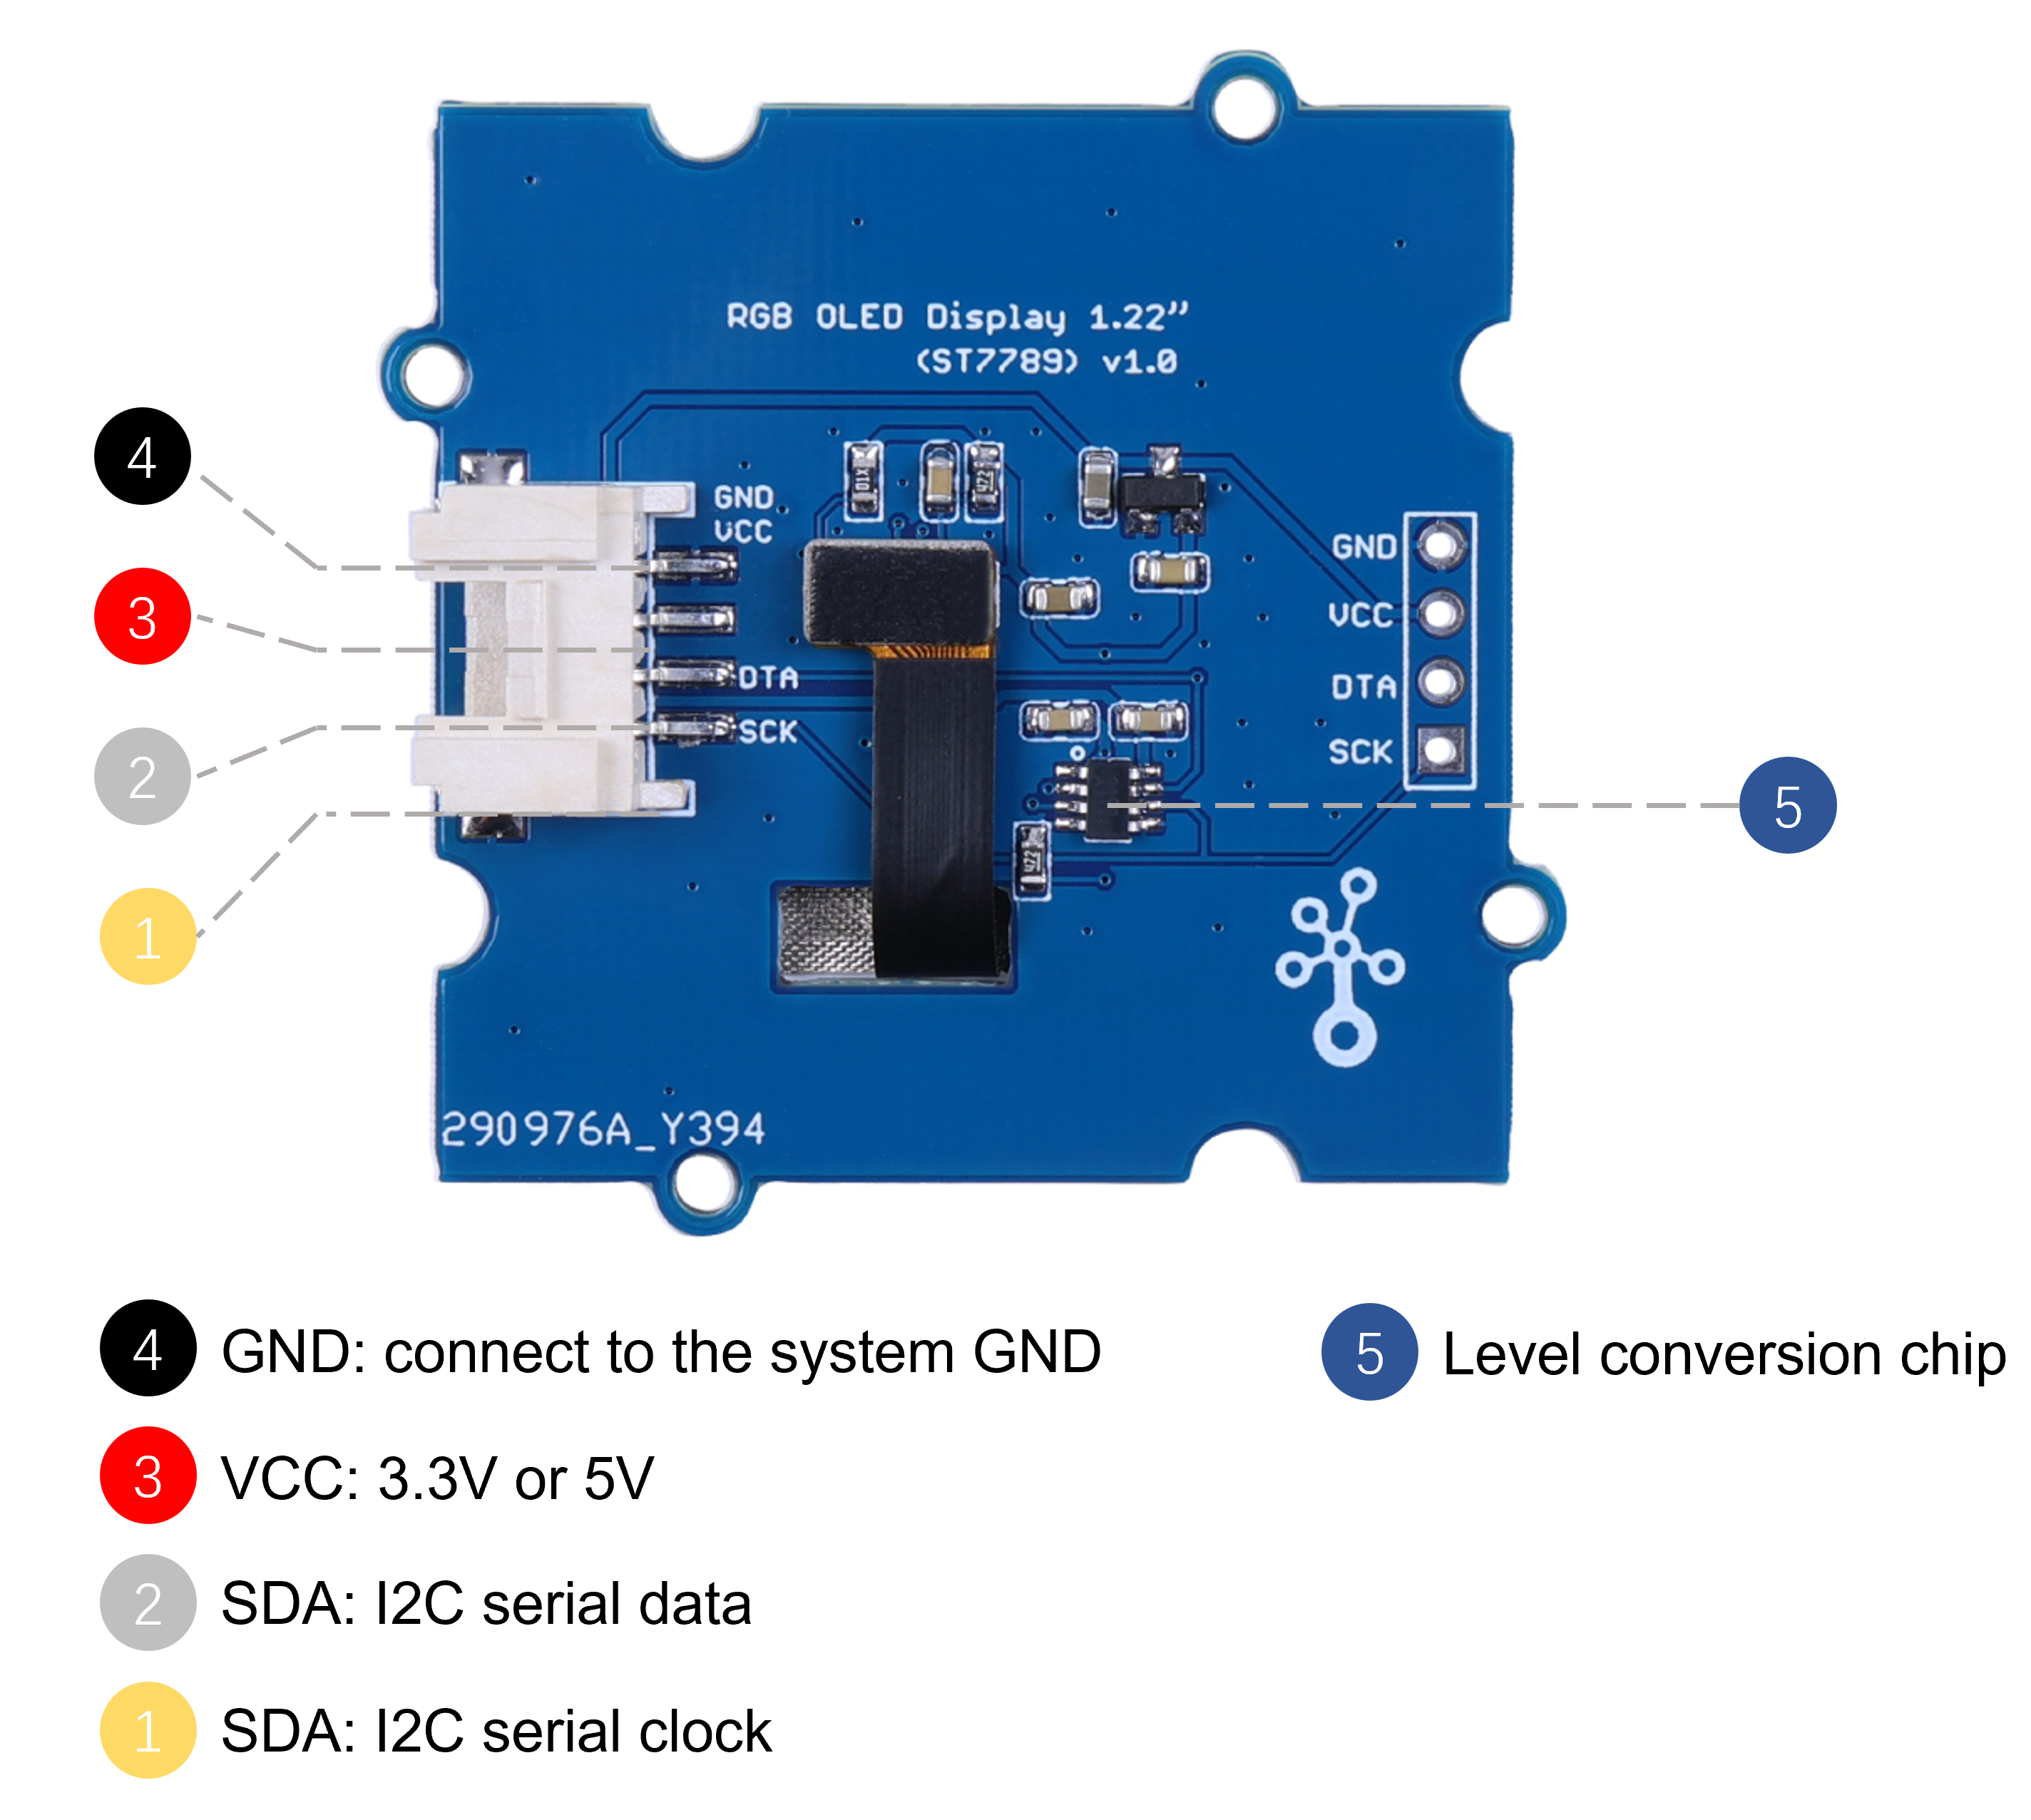 RGB OLED Display 1.22”
(ST7789) v1.0
4
GND
VCC
01X
422
GND
3
VCC
DTA
DTA
2
SCK
SCK
5
422
1
290976A_Y394
4 GND: connect to the system GND
5 Level conversion chip
3 VCC: 3.3V or 5V
2 SDA: I2C serial data
1 SDA: I2C serial clock